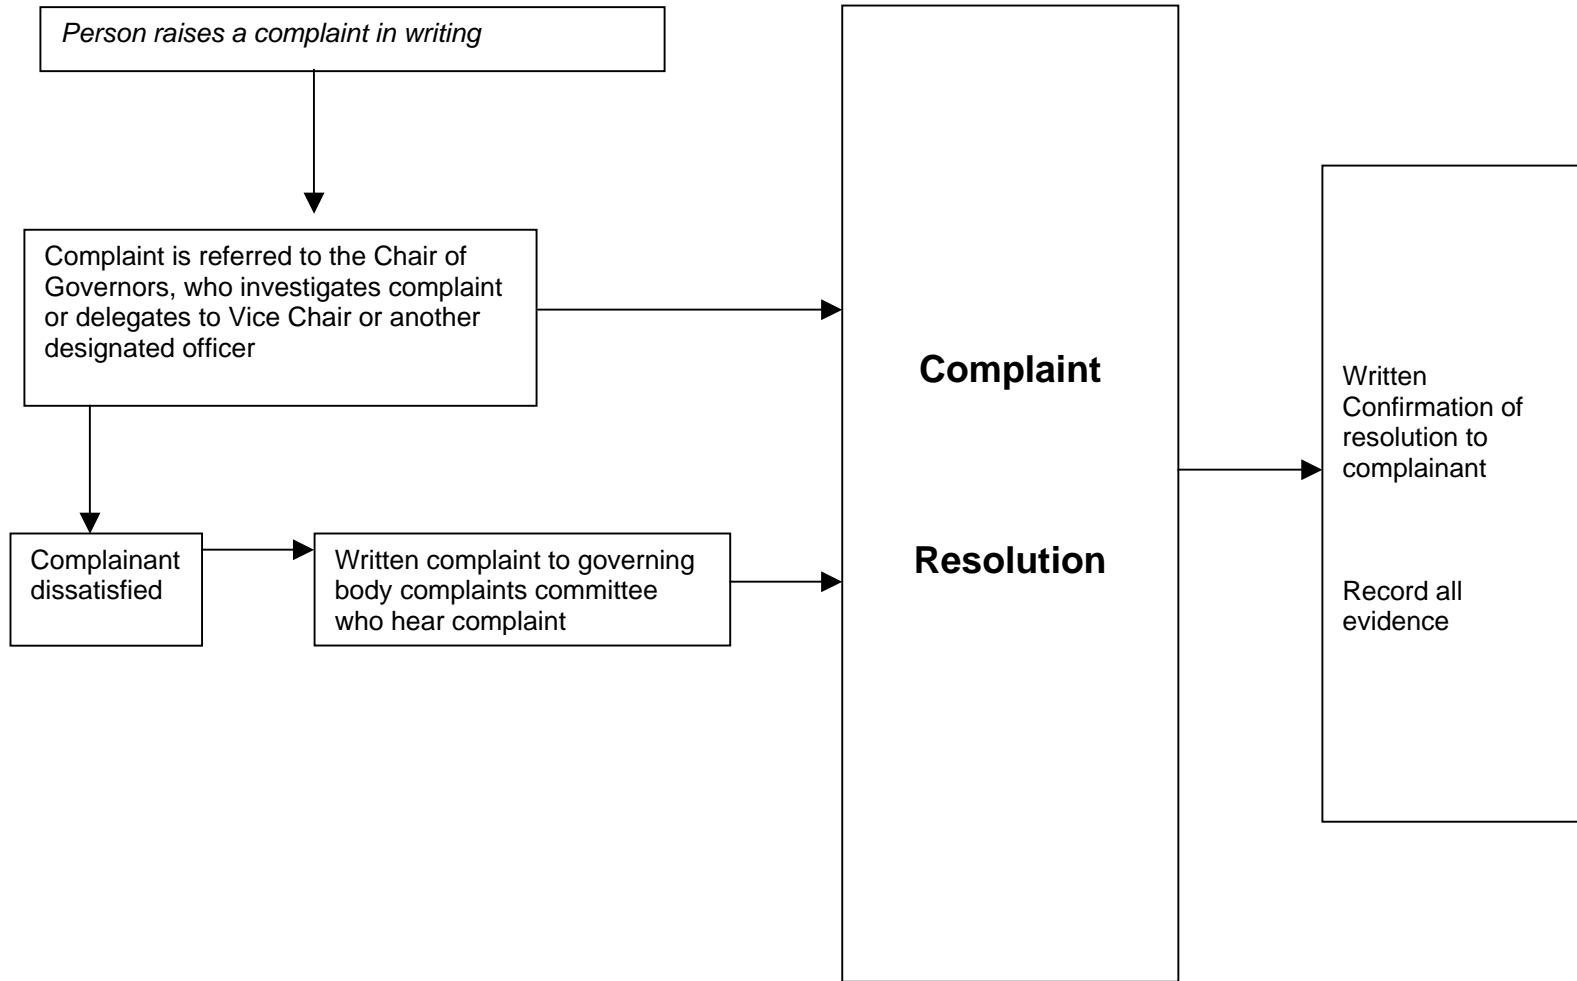 Person raises a complaint in writing
Complaint is referred to the Chair of
Governors, who investigates complaint
or delegates to Vice Chair or another
designated officer
Complainant
dissatisfied
Written complaint to governing
body complaints committee
who hear complaint
Complaint
Resolution
Written
Confirmation of
resolution to
complainant
Record all
evidence